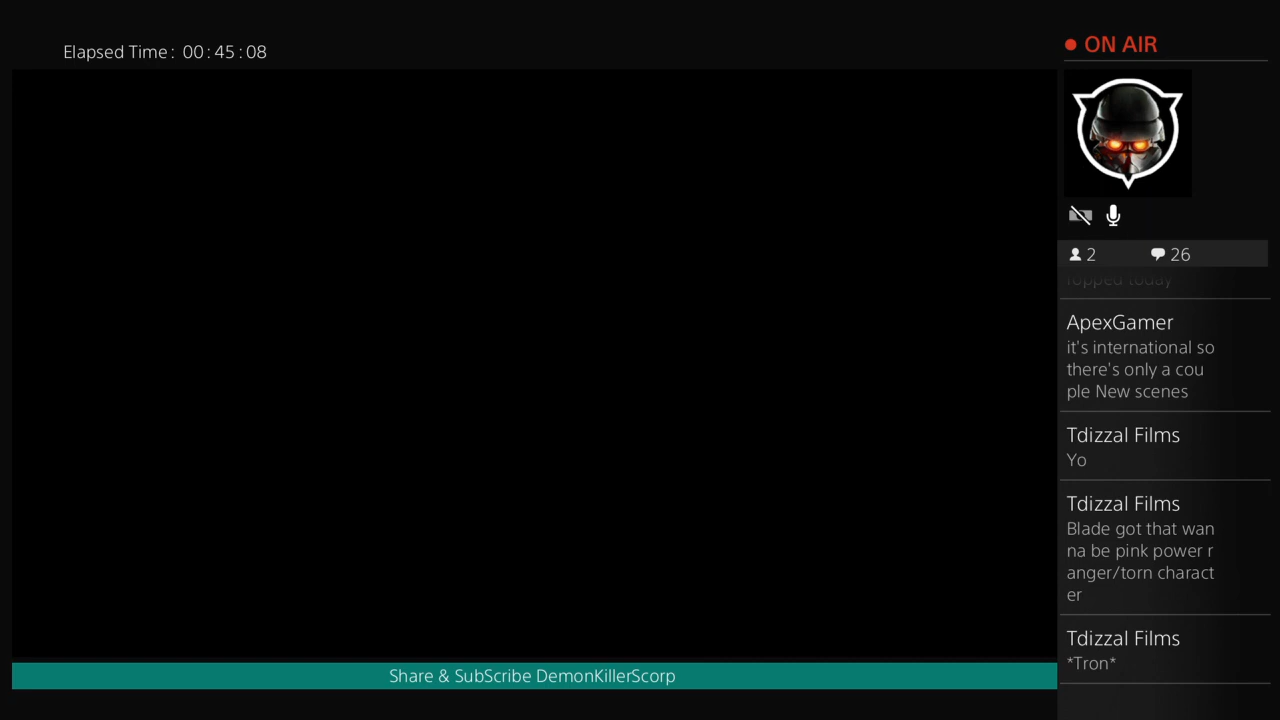 Elapsed Time: 00:45:08
ON AIR
2
26
ropped today
ApexGamer
it's international so
there's only a cou
ple New scenes
Tdizzal Films
Yo
Tdizzal Films
Blade got that wan
na be pink power r
anger/torn charact
er
Tdizzal Films
*Tron*
Share & SubScribe DemonKillerScorp